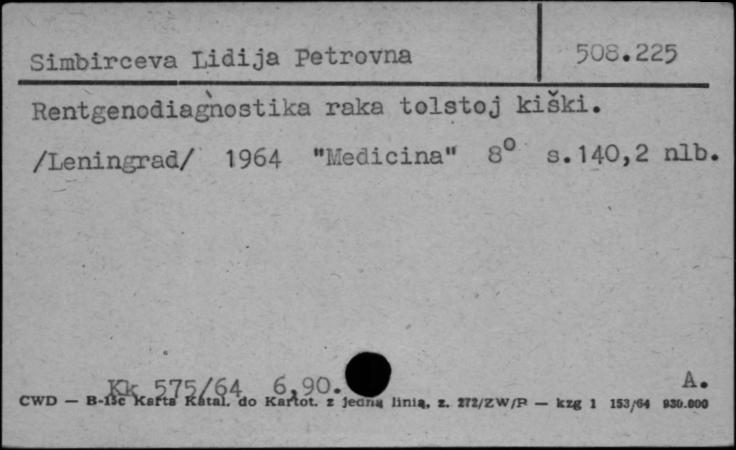 Simbirceva Lidija Petrovna 508.225
Rentgenodiagnostika raka tolstoj kiški.
/Leningrad/ 1964 "Medicina" 8° s.140,2 nlb.
Kk 575/64 6,90. A.
CWD — B-15c Karta Katal. do Kartot. z jedną linią, z. 272/ZW/P — kzg 1 153/64 930.000